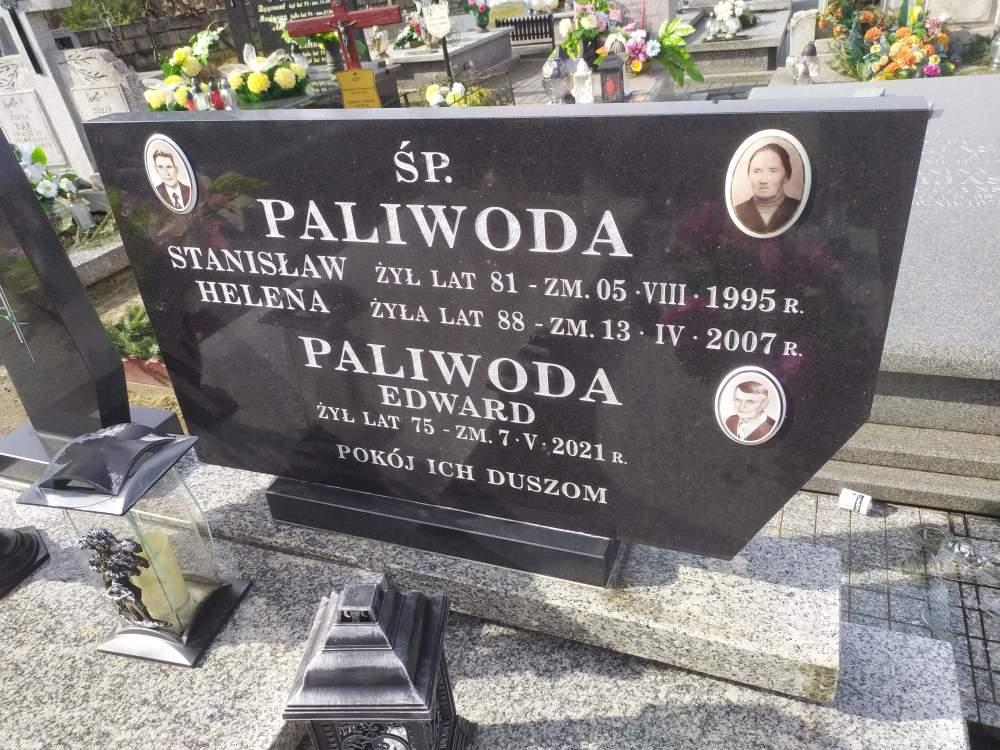 ŚP.
PALIWODA
STANISŁAW ŻYŁ LAT 81 - ZM. 05 · VIII · 1995 R.
HELENA ŻYŁA LAT 88 - ZM. 13 · IV · 2007 R.
PALIWODA
EDWARD
ŻYŁ LAT 75 - ZM. 7 · V · 2021 R.
POKÓJ ICH DUSZOM
BĄK